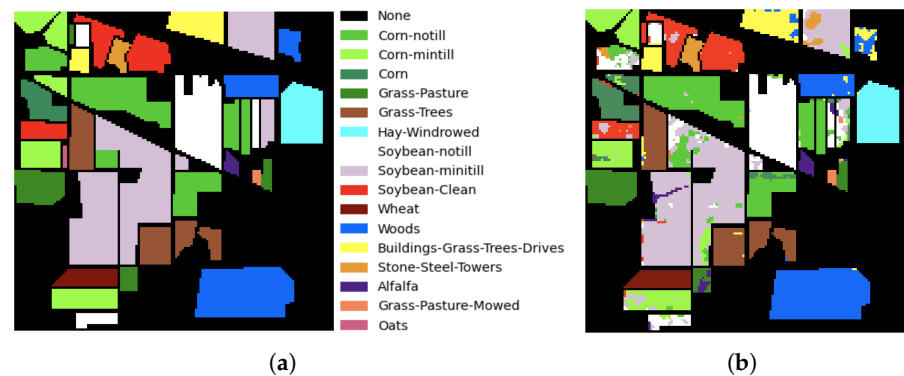 None
Corn-notill
Corn-mintill
Corn
Grass-Pasture
Grass-Trees
Hay-Windrowed
Soybean-notill
Soybean-minitill
Soybean-Clean
Wheat
Woods
Buildings-Grass-Trees-Drives
Stone-Steel-Towers
Alfalfa
Grass-Pasture-Mowed
Oats
(a)
(b)